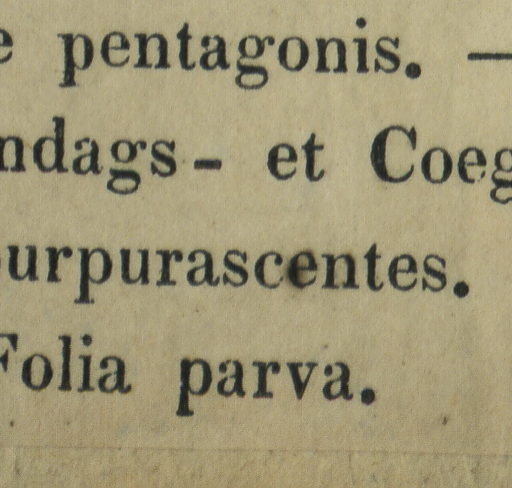 e pentagonis. —
ndags- et Coeg
urpurascentes.
Folia parva.